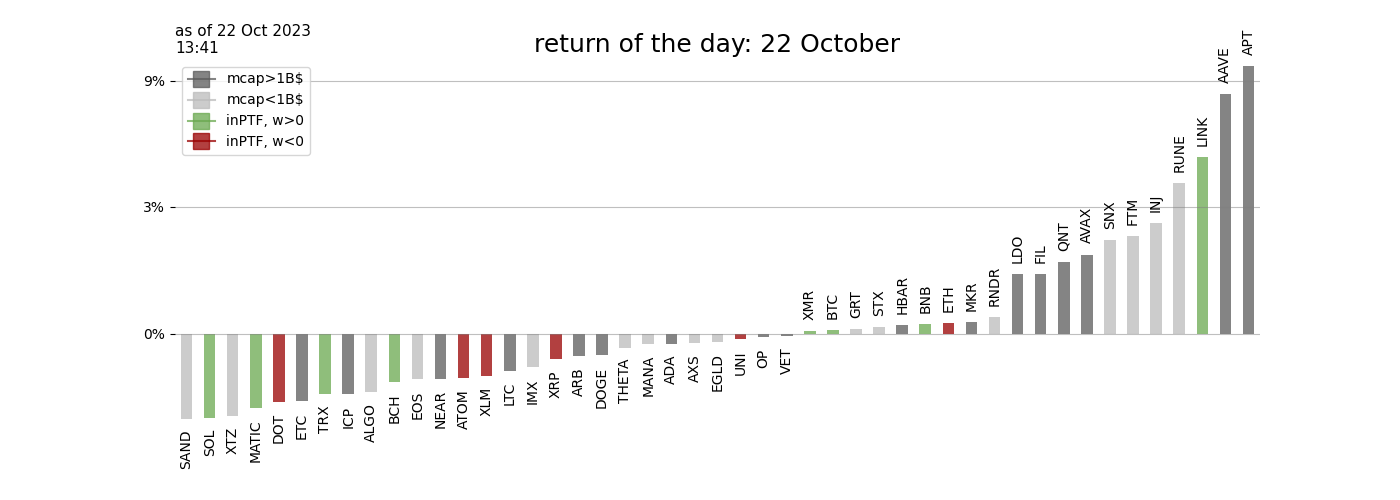 as of 22 Oct 2023
13:41
return of the day: 22 October
mcap>1B$
mcap<1B$
inPTF, w>0
inPTF, w<0
9%
3%
0%
SAND
SOL
XTZ
MATIC
DOT
ETC
TRX
ICP
ALGO
BCH
EOS
NEAR
ATOM
XLM
LTC
IMX
XRP
ARB
DOGE
THETA
MANA
ADA
AXS
EGLD
UNI
OP
VET
XMR
BTC
GRT
STX
HBAR
BNB
ETH
MKR
RNDR
LDO
FIL
QNT
AVAX
SNX
FTM
INJ
RUNE
LINK
AAVE
APT